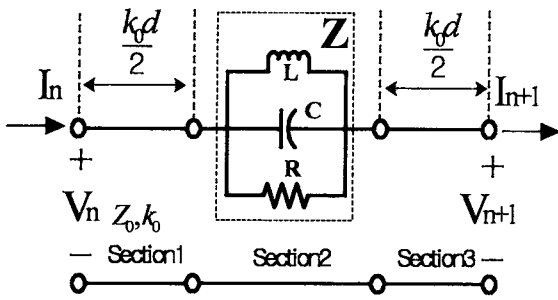 k₀d/2
Z
k₀d/2
L
Iₙ
Iₙ₊₁
C
+
R
+
Vₙ
Z₀, k₀
Vₙ₊₁
— Section1
Section2
Section3 —